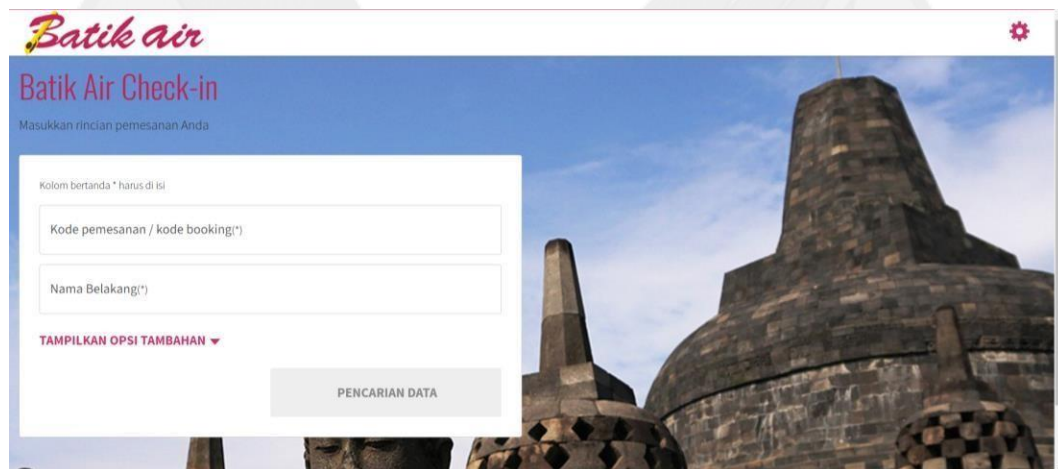 Batik air
Batik Air Check-in
Masukkan rincian pemesanan Anda
Kolom bertanda * harus di isi
Kode pemesanan / kode booking(*)
Nama Belakang(*)
TAMPILKAN OPSI TAMBAHAN
PENCARIAN DATA